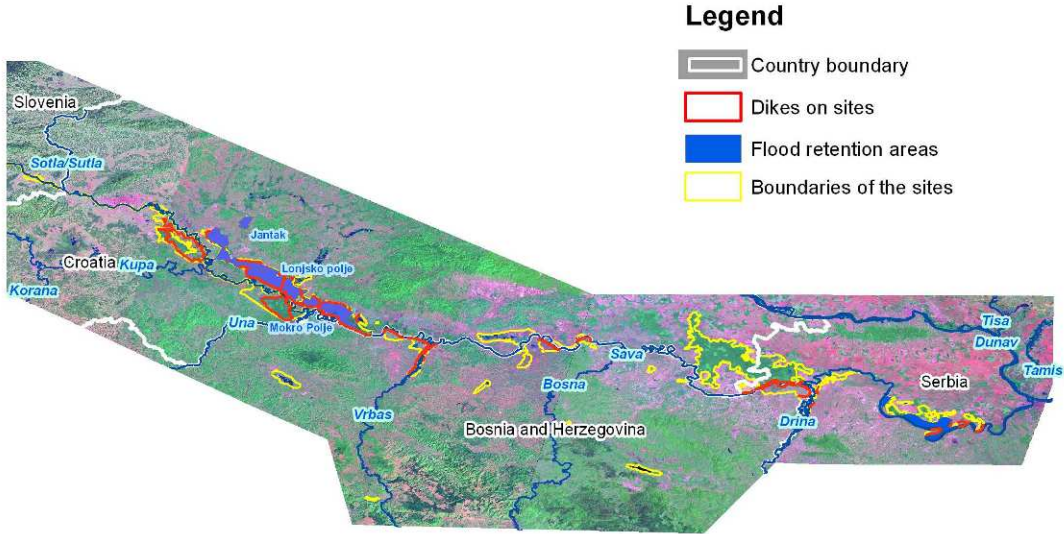 Legend
Country boundary
Dikes on sites
Flood retention areas
Boundaries of the sites
Slovenia
Sotla/Sutla
Jantak
Croatia
Kupa
Lonjsko polje
Korana
Una
Mokro Polje
Tisa
Dunav
Sava
Tamis
Bosna
Serbia
Vrbas
Drina
Bosnia and Herzegovina